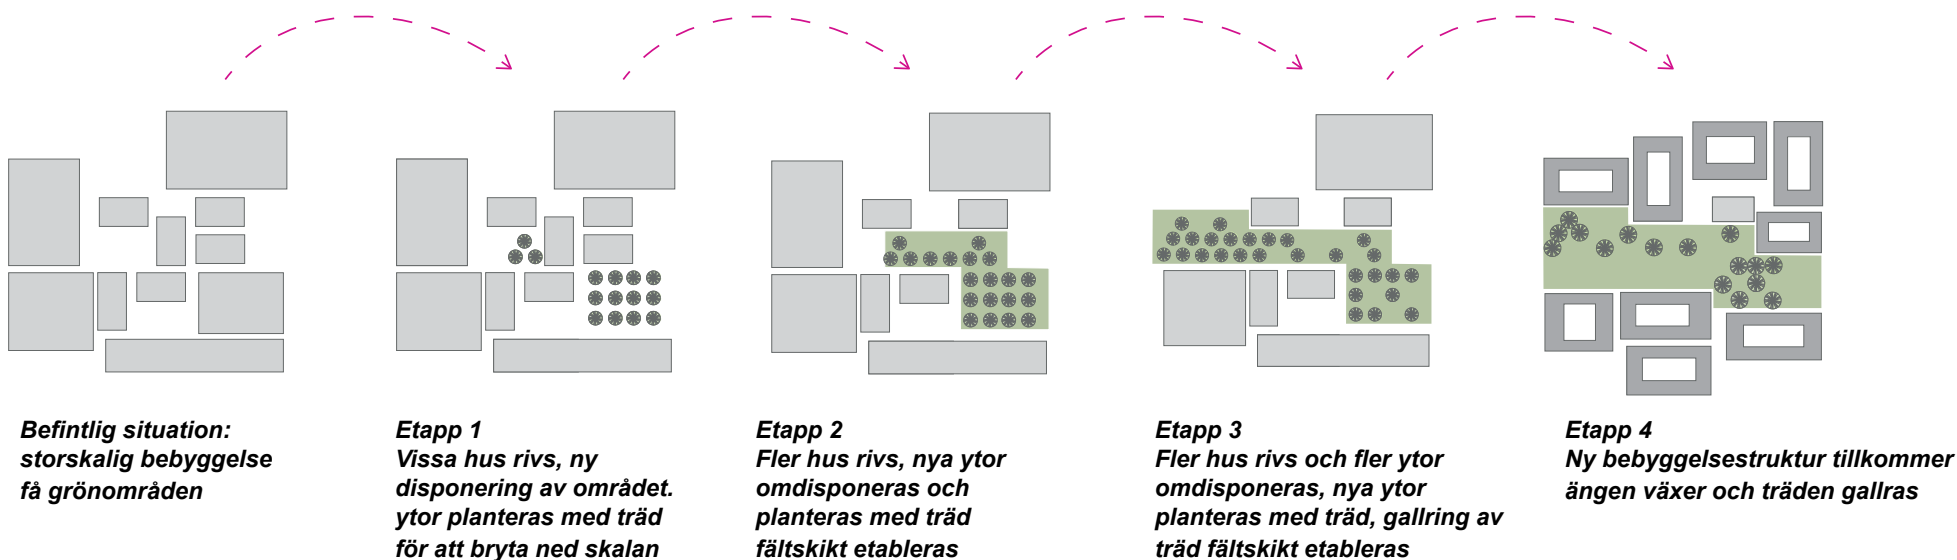 Befintlig situation:
storskalig bebyggelse
få grönområden
Etapp 1
Vissa hus rivs, ny
disponering av området.
ytor planteras med träd
för att bryta ned skalan
Etapp 2
Fler hus rivs, nya ytor
omdisponeras och
planteras med träd
fältskikt etableras
Etapp 3
Fler hus rivs och fler ytor
omdisponeras, nya ytor
planteras med träd, gallring av
träd fältskikt etableras
Etapp 4
Ny bebyggelsestruktur tillkommer
ängen växer och träden gallras